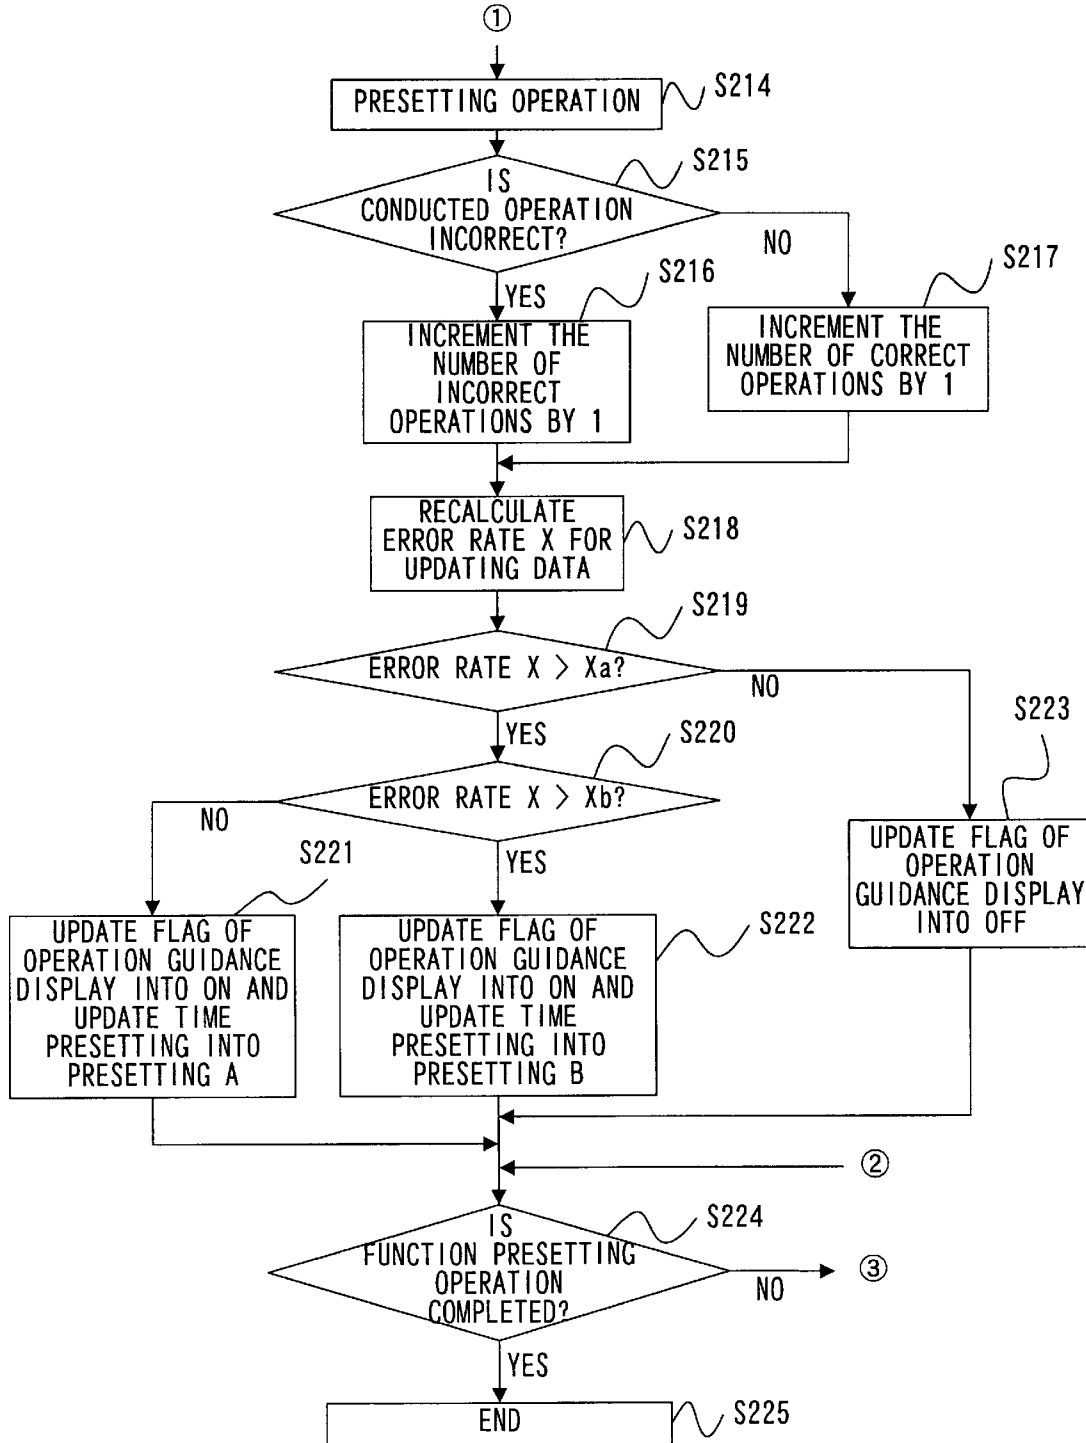 ①
PRESETTING OPERATION
S214
IS
CONDUCTED OPERATION
INCORRECT?
S215
NO
YES
S216
S217
INCREMENT THE
NUMBER OF
INCORRECT
OPERATIONS BY 1
INCREMENT THE
NUMBER OF CORRECT
OPERATIONS BY 1
RECALCULATE
ERROR RATE X FOR
UPDATING DATA
S218
S219
ERROR RATE X > Xa?
NO
YES
S220
S223
ERROR RATE X > Xb?
NO
YES
S221
UPDATE FLAG OF
OPERATION GUIDANCE
DISPLAY INTO ON AND
UPDATE TIME
PRESETTING INTO
PRESETTING A
S222
UPDATE FLAG OF
OPERATION GUIDANCE
DISPLAY INTO ON AND
UPDATE TIME
PRESETTING INTO
PRESETTING B
UPDATE FLAG OF
OPERATION
GUIDANCE DISPLAY
INTO OFF
②
S224
IS
FUNCTION PRESETTING
OPERATION
COMPLETED?
NO
③
YES
END
S225